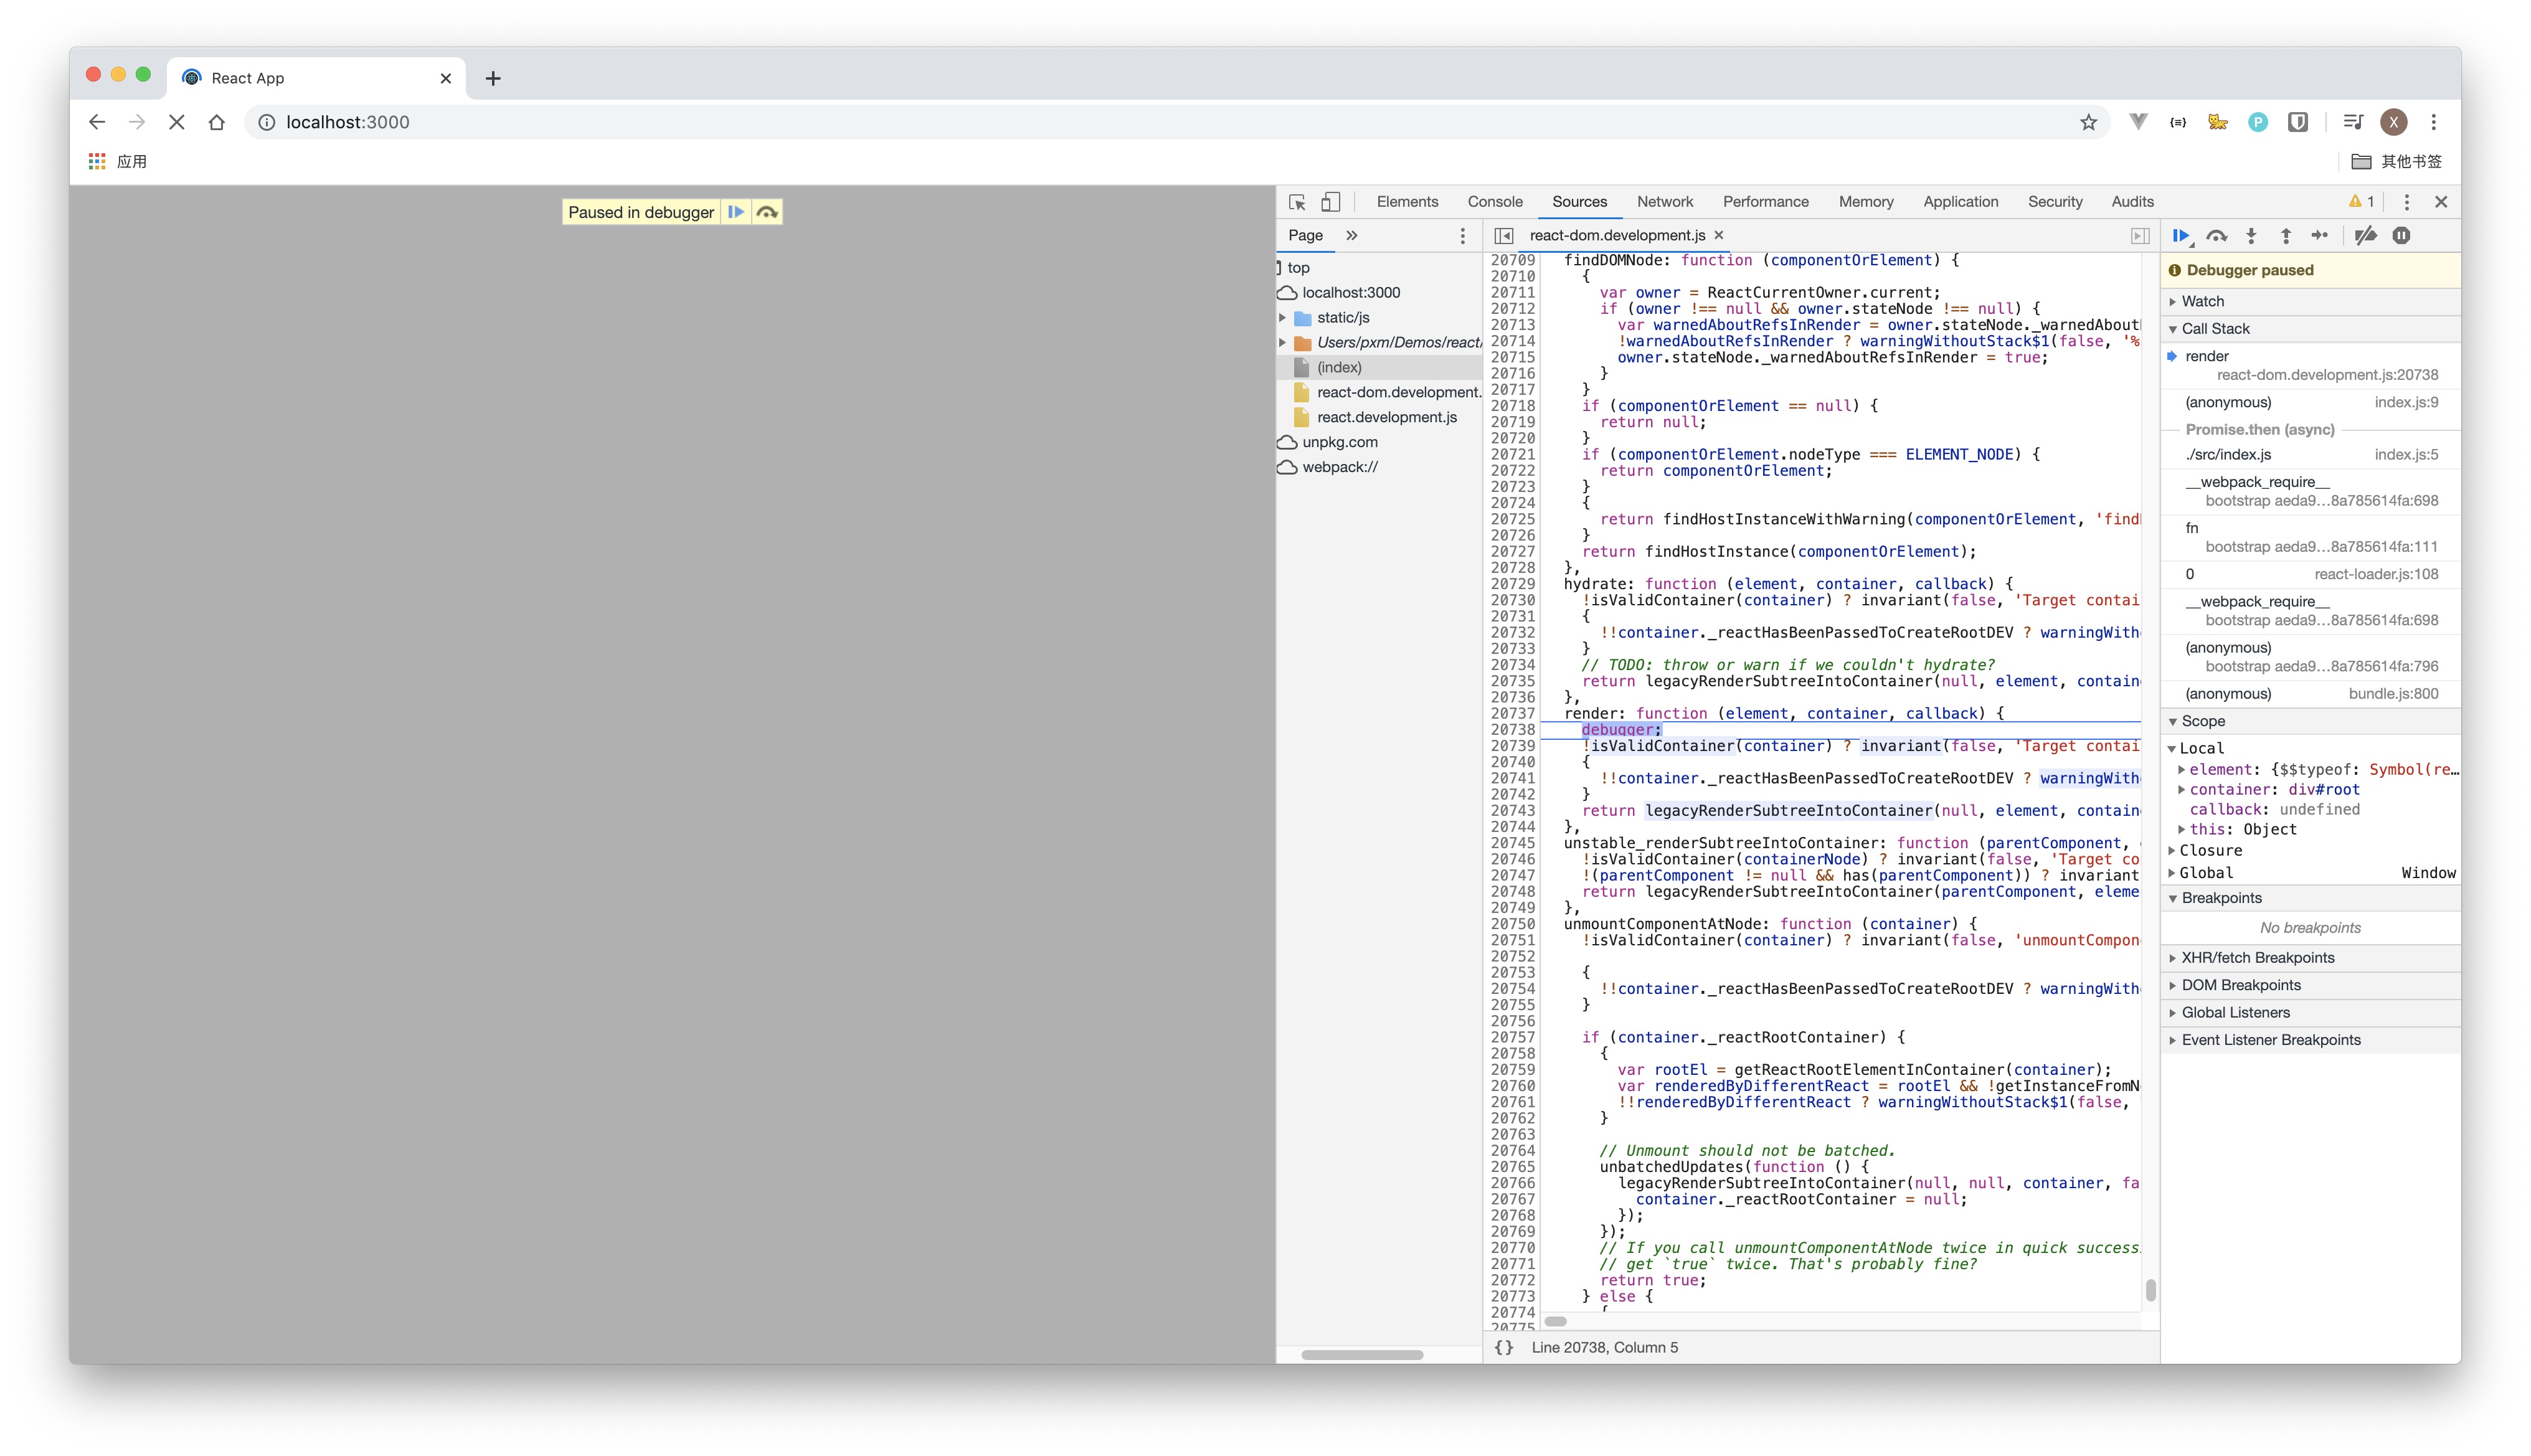 React App
localhost:3000
应用
其他书签
Paused in debugger
Elements Console Sources Network Performance Memory Application Security Audits 1
Page
top
localhost:3000
static/js
Users/pxm/Demos/react/
(index)
react-dom.development.
react.development.js
unpkg.com
webpack://
react-dom.development.js
20709 findDOMNode: function (componentOrElement) {
20710 {
20711 var owner = ReactCurrentOwner.current;
20712 if (owner !== null && owner.stateNode !== null) {
20713 var warnedAboutRefsInRender = owner.stateNode._warnedAbout
20714 !warnedAboutRefsInRender ? warningWithoutStack$1(false, '%
20715 owner.stateNode._warnedAboutRefsInRender = true;
20716 }
20717 }
20718 if (componentOrElement == null) {
20719 return null;
20720 }
20721 if (componentOrElement.nodeType === ELEMENT_NODE) {
20722 return componentOrElement;
20723 }
20724 {
20725 return findHostInstanceWithWarning(componentOrElement, 'find
20726 }
20727 return findHostInstance(componentOrElement);
20728 },
20729 hydrate: function (element, container, callback) {
20730 !isValidContainer(container) ? invariant(false, 'Target contai
20731 {
20732 !!container._reactHasBeenPassedToCreateRootDEV ? warningWith
20733 }
20734 // TODO: throw or warn if we couldn't hydrate?
20735 return legacyRenderSubtreeIntoContainer(null, element, contain
20736 },
20737 render: function (element, container, callback) {
20738 debugger;
20739 !isValidContainer(container) ? invariant(false, 'Target contai
20740 {
20741 !!container._reactHasBeenPassedToCreateRootDEV ? warningWith
20742 }
20743 return legacyRenderSubtreeIntoContainer(null, element, contain
20744 },
20745 unstable_renderSubtreeIntoContainer: function (parentComponent,
20746 !isValidContainer(containerNode) ? invariant(false, 'Target co
20747 !(parentComponent != null && has(parentComponent)) ? invariant
20748 return legacyRenderSubtreeIntoContainer(parentComponent, eleme
20749 },
20750 unmountComponentAtNode: function (container) {
20751 !isValidContainer(container) ? invariant(false, 'unmountCompon
20752
20753 {
20754 !!container._reactHasBeenPassedToCreateRootDEV ? warningWith
20755 }
20756
20757 if (container._reactRootContainer) {
20758 {
20759 var rootEl = getReactRootElementInContainer(container);
20760 var renderedByDifferentReact = rootEl && !getInstanceFromN
20761 !!renderedByDifferentReact ? warningWithoutStack$1(false,
20762 }
20763
20764 // Unmount should not be batched.
20765 unbatchedUpdates(function () {
20766 legacyRenderSubtreeIntoContainer(null, null, container, fa
20767 container._reactRootContainer = null;
20768 });
20769 });
20770 // If you call unmountComponentAtNode twice in quick success
20771 // get `true` twice. That's probably fine?
20772 return true;
20773 } else {
20774 {
20775
{} Line 20738, Column 5
Debugger paused
Watch
Call Stack
render
react-dom.development.js:20738
(anonymous) index.js:9
Promise.then (async)
./src/index.js index.js:5
__webpack_require__
bootstrap aeda9…8a785614fa:698
fn
bootstrap aeda9…8a785614fa:111
0 react-loader.js:108
__webpack_require__
bootstrap aeda9…8a785614fa:698
(anonymous)
bootstrap aeda9…8a785614fa:796
(anonymous) bundle.js:800
Scope
Local
element: {$$typeof: Symbol(re…
container: div#root
callback: undefined
this: Object
Closure
Global Window
Breakpoints
No breakpoints
XHR/fetch Breakpoints
DOM Breakpoints
Global Listeners
Event Listener Breakpoints